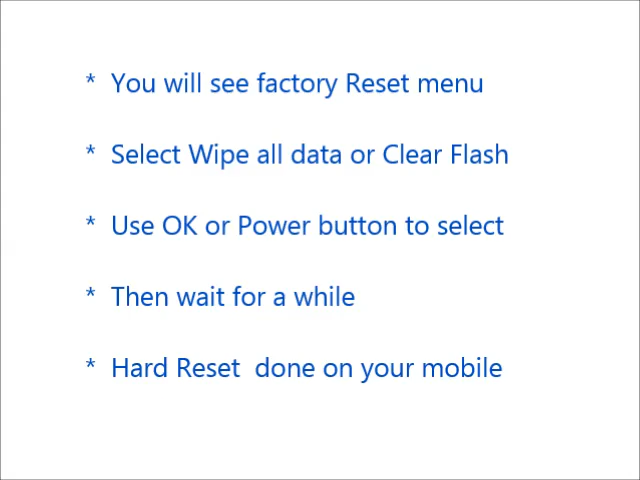 * You will see factory Reset menu
* Select Wipe all data or Clear Flash
* Use OK or Power button to select
* Then wait for a while
* Hard Reset  done on your mobile